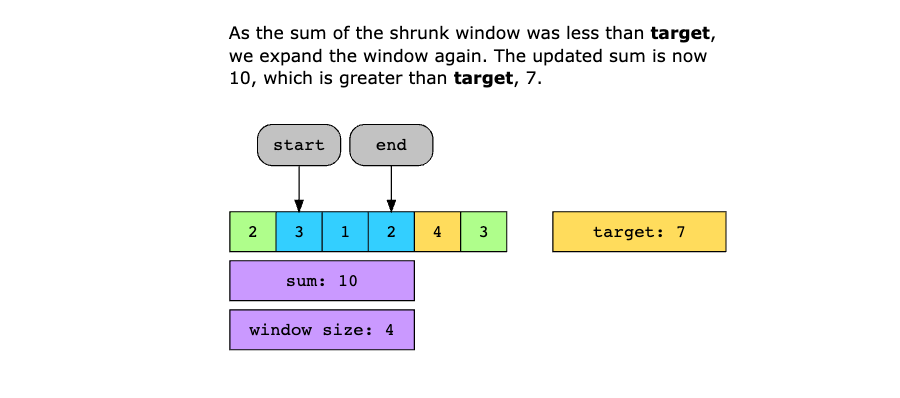 As the sum of the shrunk window was less than target,
we expand the window again. The updated sum is now
10, which is greater than target, 7.
start end
2 3 1 2 4 3 target: 7
sum: 10
window size: 4